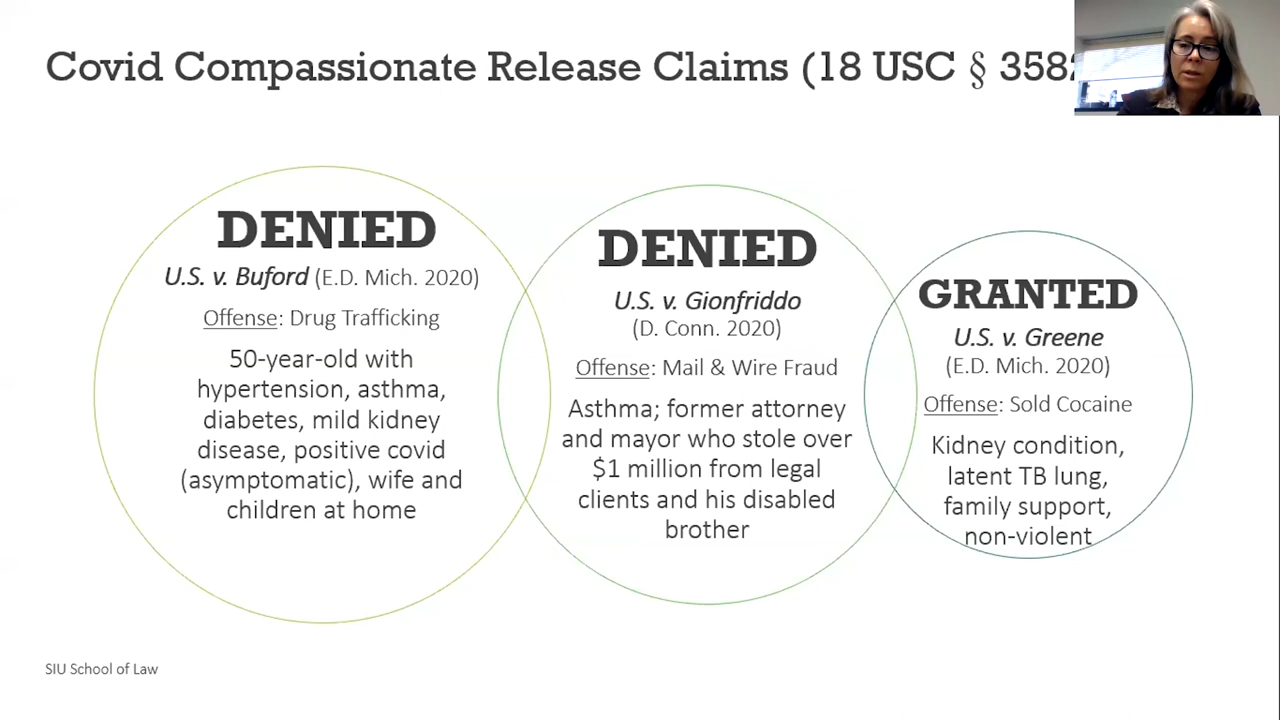 Covid Compassionate Release Claims (18 USC § 358
DENIED
U.S. v. Buford (E.D. Mich. 2020)
Offense: Drug Trafficking
50-year-old with
hypertension, asthma,
diabetes, mild kidney
disease, positive covid
(asymptomatic), wife and
children at home
DENIED
U.S. v. Gionfriddo
(D. Conn. 2020)
Offense: Mail & Wire Fraud
Asthma; former attorney
and mayor who stole over
$1 million from legal
clients and his disabled
brother
GRANTED
U.S. v. Greene
(E.D. Mich. 2020)
Offense: Sold Cocaine
Kidney condition,
latent TB lung,
family support,
non-violent
SIU School of Law